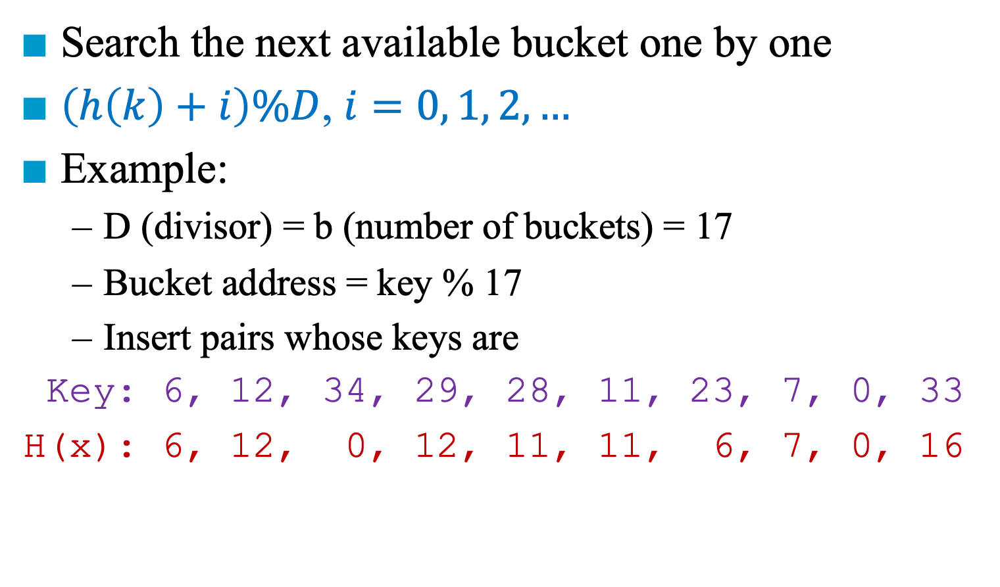 ■ Search the next available bucket one by one
■ (h(k) + i)%D, i = 0, 1, 2, …
■ Example:
– D (divisor) = b (number of buckets) = 17
– Bucket address = key % 17
– Insert pairs whose keys are
Key: 6, 12, 34, 29, 28, 11, 23, 7, 0, 33
H(x): 6, 12, 0, 12, 11, 11, 6, 7, 0, 16